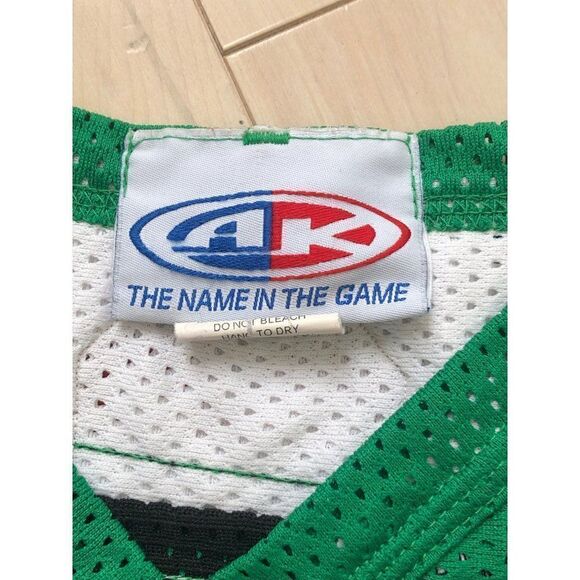 AK
THE NAME IN THE GAME
DO NOT BLEACH
HANG TO DRY